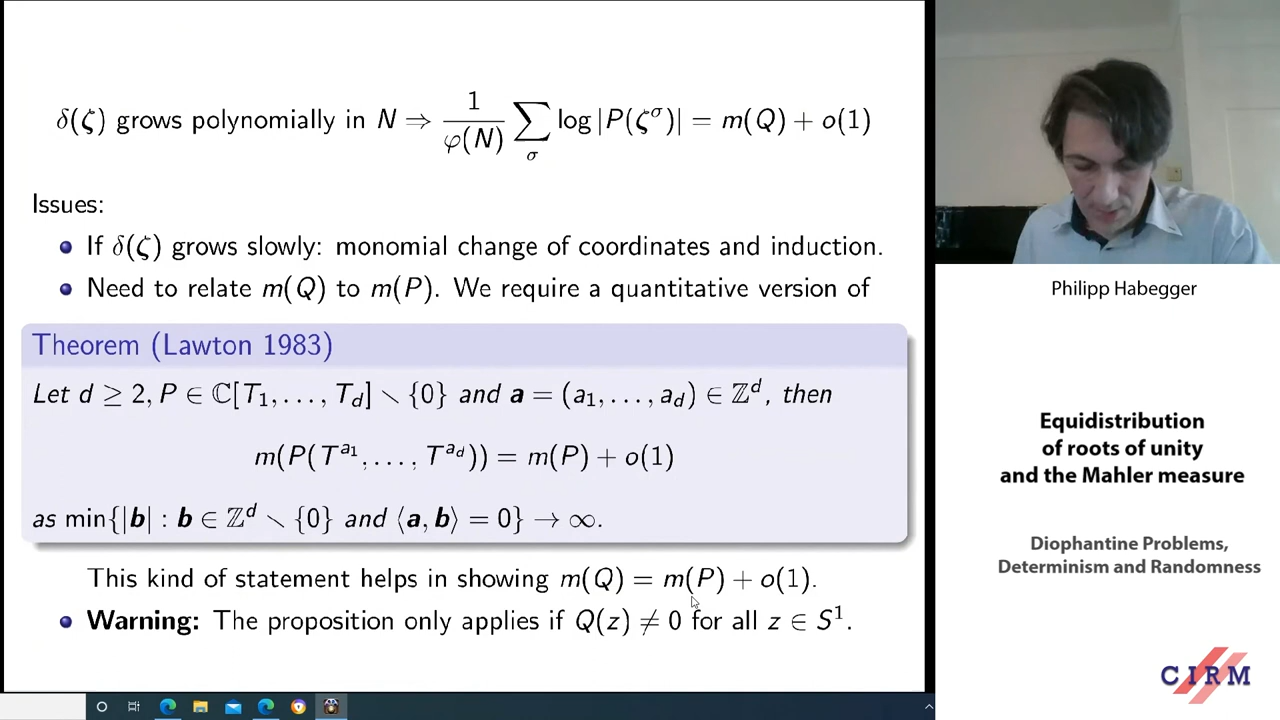 δ(ζ) grows polynomially in N ⇒ 1/φ(N) ∑_σ log|P(ζ^σ)| = m(Q) + o(1)
Issues:
• If δ(ζ) grows slowly: monomial change of coordinates and induction.
• Need to relate m(Q) to m(P). We require a quantitative version of
Theorem (Lawton 1983)
Let d ≥ 2, P ∈ ℂ[T₁, . . . , T_d] ∖ {0} and a = (a₁, . . . , a_d) ∈ ℤ^d, then
m(P(T^{a₁}, . . . , T^{a_d})) = m(P) + o(1)
as min{|b| : b ∈ ℤ^d ∖ {0} and ⟨a, b⟩ = 0} → ∞.
This kind of statement helps in showing m(Q) = m(P) + o(1).
• Warning: The proposition only applies if Q(z) ≠ 0 for all z ∈ S¹.
Philipp Habegger
Equidistribution
of roots of unity
and the Mahler measure
Diophantine Problems,
Determinism and Randomness
CIRM